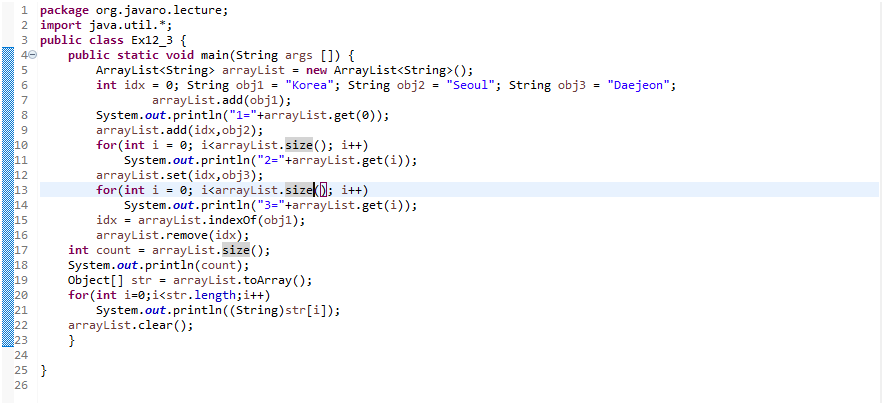 1 package org.javaro.lecture;
2 import java.util.*;
3 public class Ex12_3 {
4 public static void main(String args []) {
5 ArrayList<String> arrayList = new ArrayList<String>();
6 int idx = 0; String obj1 = "Korea"; String obj2 = "Seoul"; String obj3 = "Daejeon";
7 arrayList.add(obj1);
8 System.out.println("1="+arrayList.get(0));
9 arrayList.add(idx,obj2);
10 for(int i = 0; i<arrayList.size(); i++)
11 System.out.println("2="+arrayList.get(i));
12 arrayList.set(idx,obj3);
13 for(int i = 0; i<arrayList.size(); i++)
14 System.out.println("3="+arrayList.get(i));
15 idx = arrayList.indexOf(obj1);
16 arrayList.remove(idx);
17 int count = arrayList.size();
18 System.out.println(count);
19 Object[] str = arrayList.toArray();
20 for(int i=0;i<str.length;i++)
21 System.out.println((String)str[i]);
22 arrayList.clear();
23 }
24
25 }
26